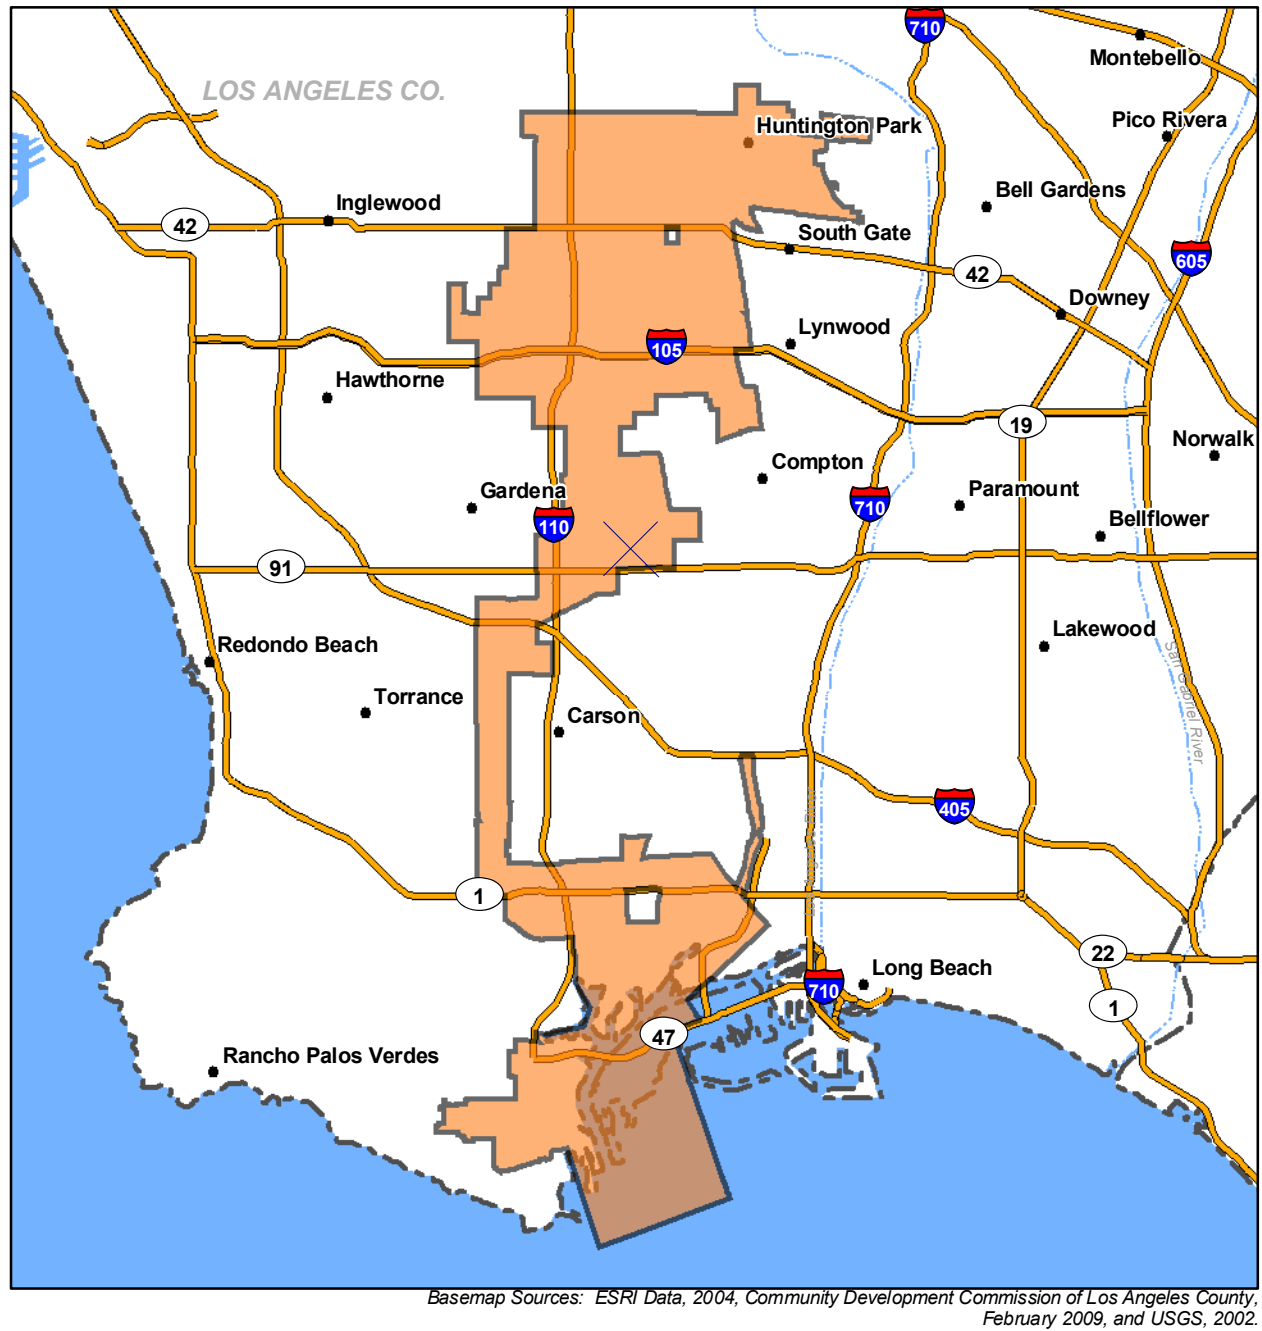 710
Montebello
LOS ANGELES CO.
Pico Rivera
Huntington Park
Bell Gardens
Inglewood
42
South Gate
605
42
Downey
Lynwood
105
Hawthorne
19
Norwalk
Compton
Gardena
Paramount
710
110
Bellflower
91
Lakewood
Redondo Beach
San Gabriel River
Torrance
Carson
405
1
22
Long Beach
710
1
47
Rancho Palos Verdes
Basemap Sources: ESRI Data, 2004, Community Development Commission of Los Angeles County,
February 2009, and USGS, 2002.